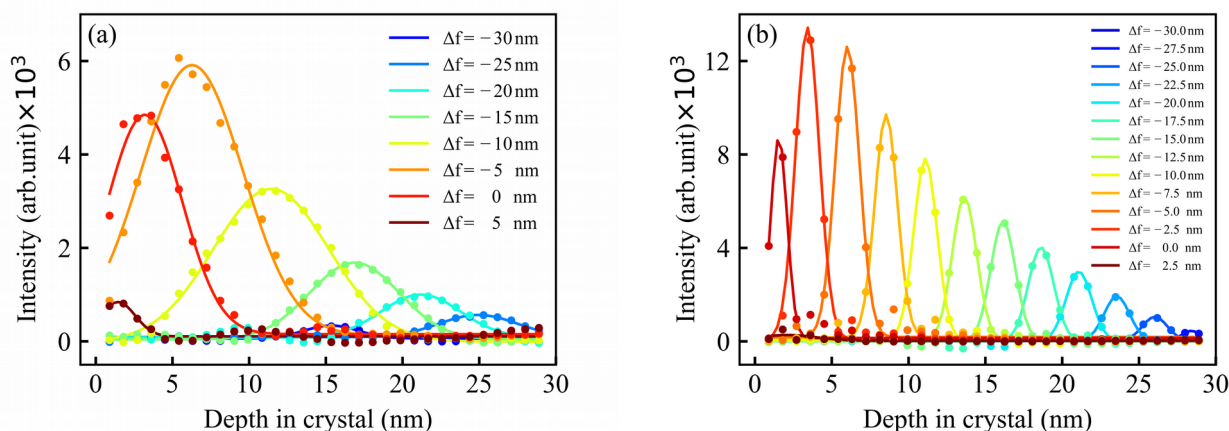 (a)
Intensity (arb.unit)×10³
6
4
2
0
0 5 10 15 20 25 30
Depth in crystal (nm)
Δf= −30 nm
Δf= −25 nm
Δf= −20 nm
Δf= −15 nm
Δf= −10 nm
Δf= −5 nm
Δf= 0 nm
Δf= 5 nm
(b)
Intensity (arb.unit)×10³
12
8
4
0
0 5 10 15 20 25 30
Depth in crystal (nm)
Δf= −30.0 nm
Δf= −27.5 nm
Δf= −25.0 nm
Δf= −22.5 nm
Δf= −20.0 nm
Δf= −17.5 nm
Δf= −15.0 nm
Δf= −12.5 nm
Δf= −10.0 nm
Δf= −7.5 nm
Δf= −5.0 nm
Δf= −2.5 nm
Δf= 0.0 nm
Δf= 2.5 nm